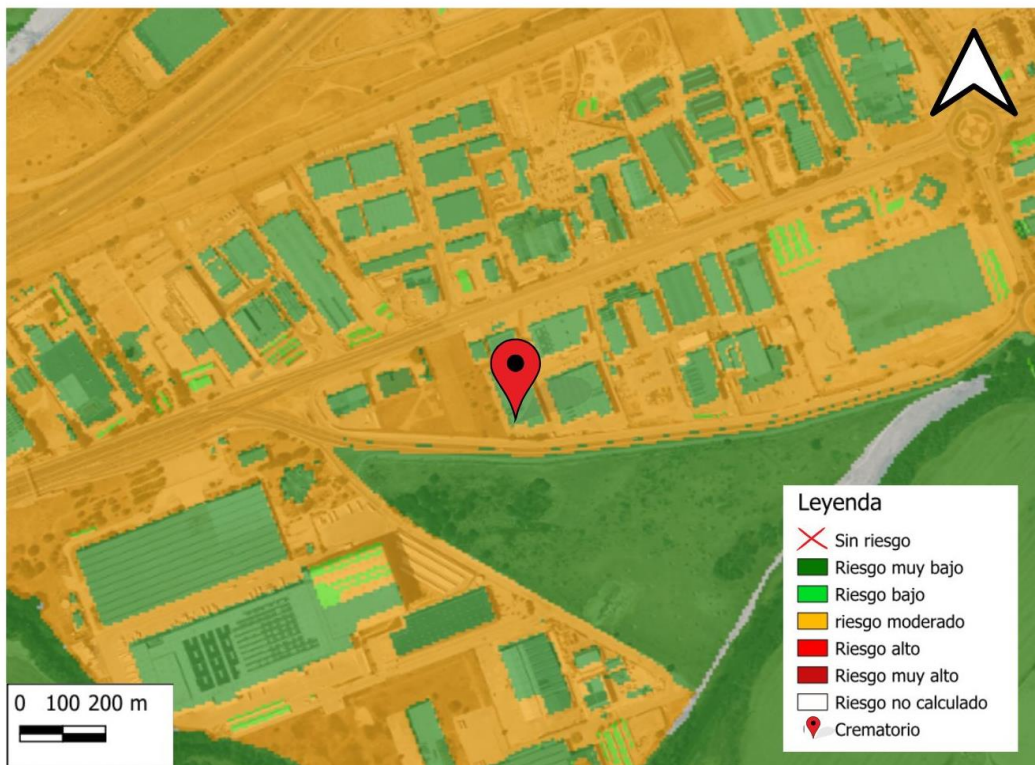 Leyenda
Sin riesgo
Riesgo muy bajo
Riesgo bajo
riesgo moderado
Riesgo alto
Riesgo muy alto
Riesgo no calculado
Crematorio
0 100 200 m